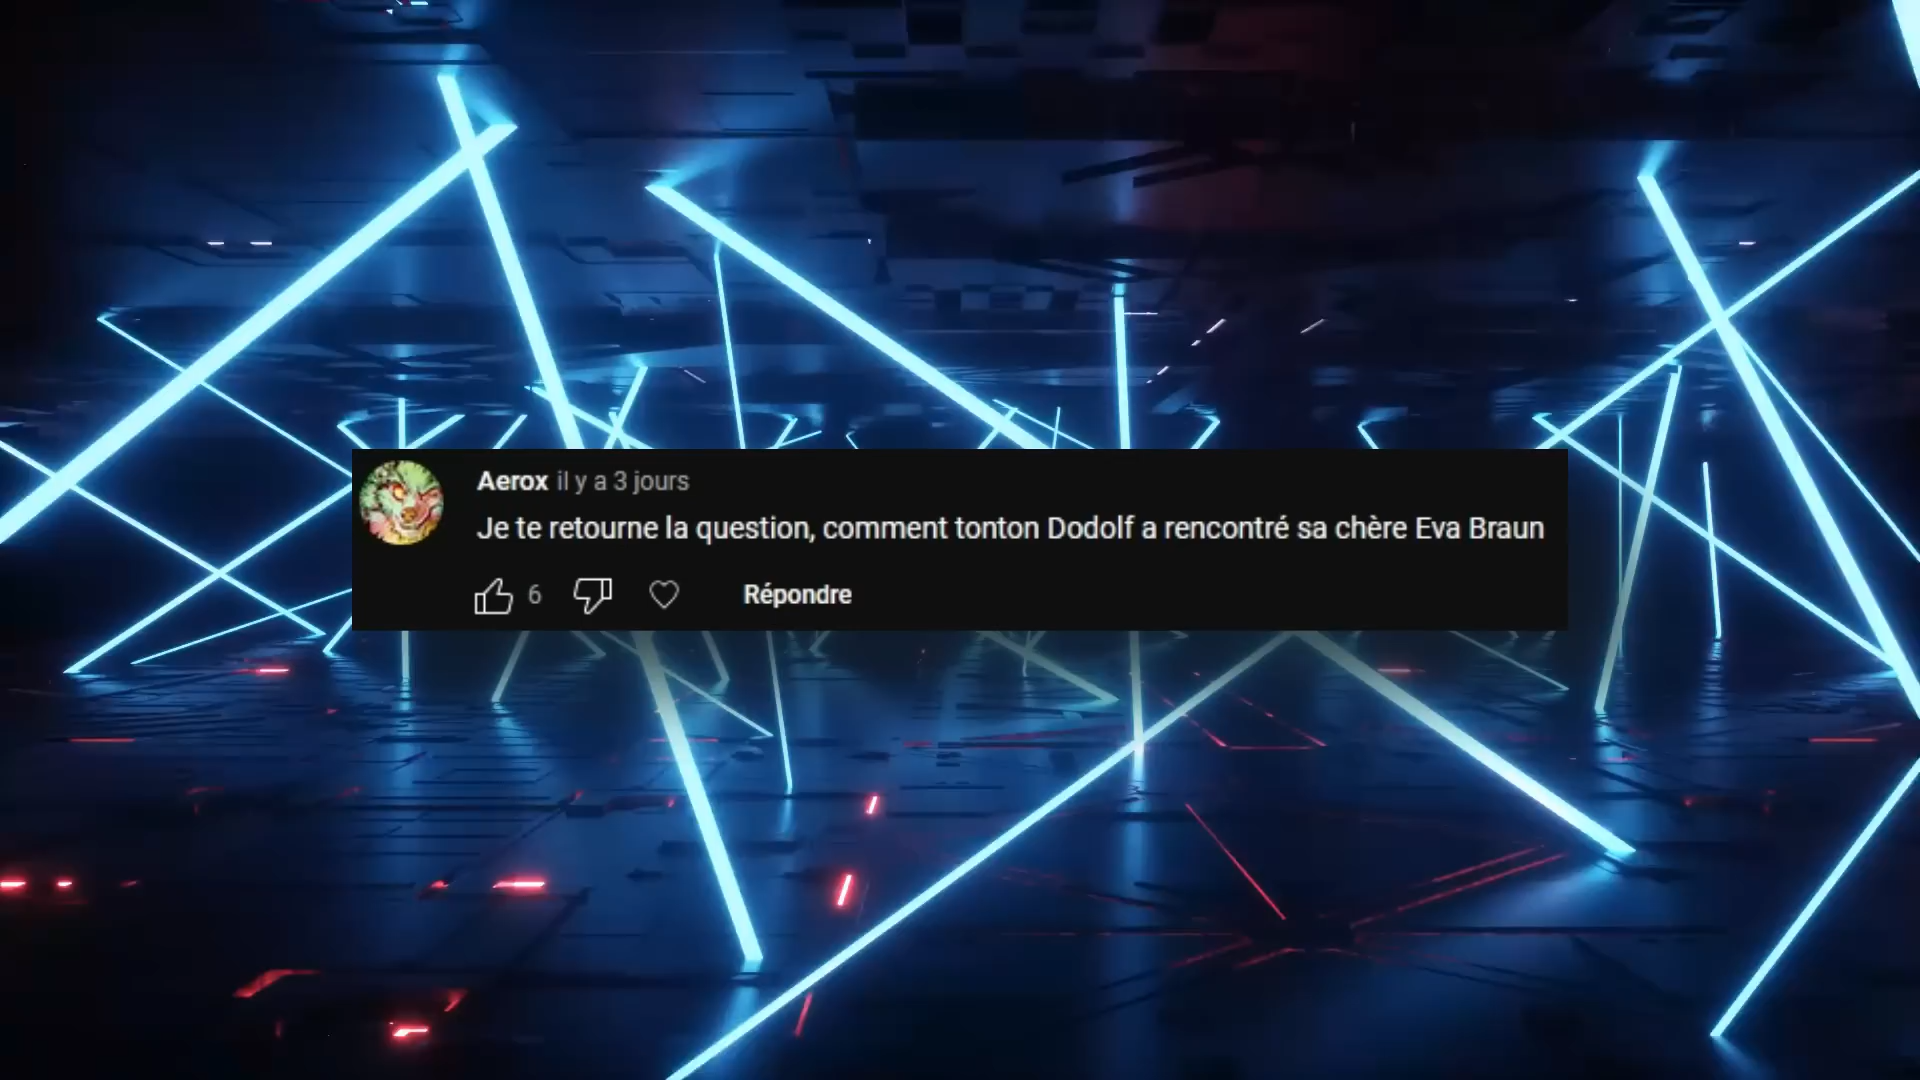 Aerox il y a 3 jours
Je te retourne la question, comment tonton Dodolf a rencontré sa chère Eva Braun
6 Répondre